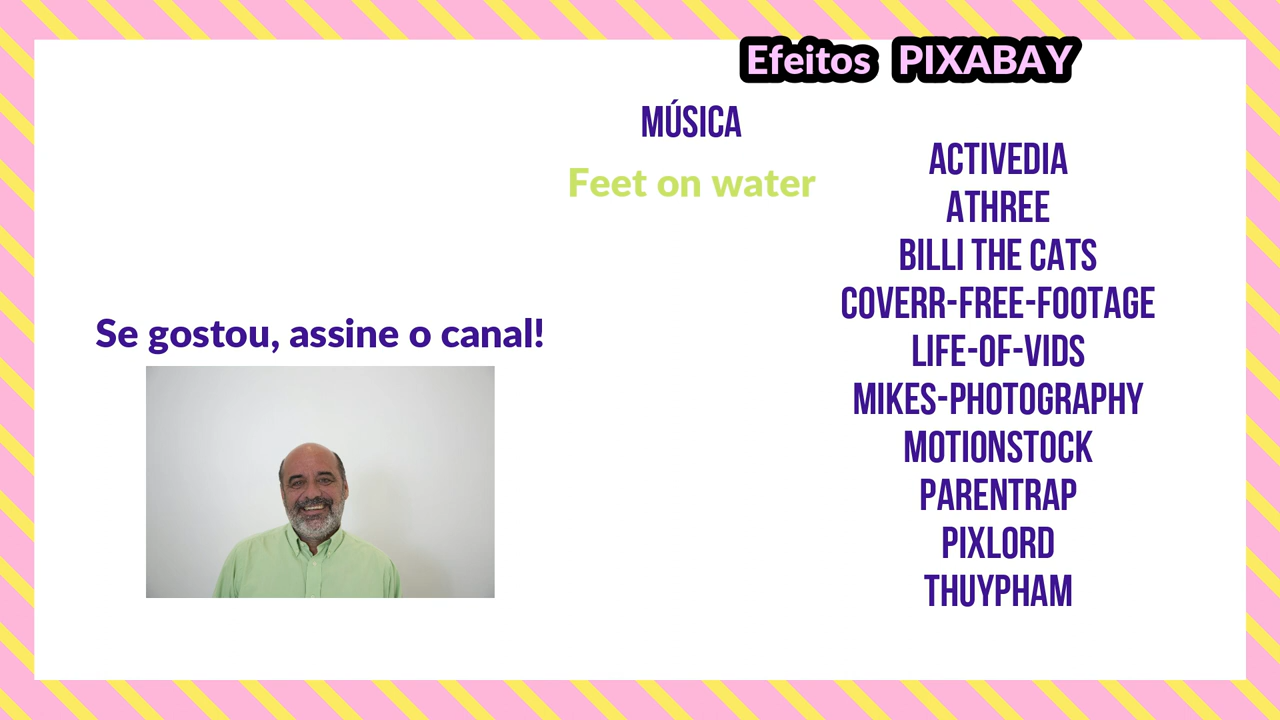 Efeitos PIXABAY
MÚSICA
Feet on water
ACTIVEDIA
ATHREE
BILLI THE CATS
COVERR-FREE-FOOTAGE
LIFE-OF-VIDS
MIKES-PHOTOGRAPHY
MOTIONSTOCK
PARENTRAP
PIXLORD
THUYPHAM
Se gostou, assine o canal!